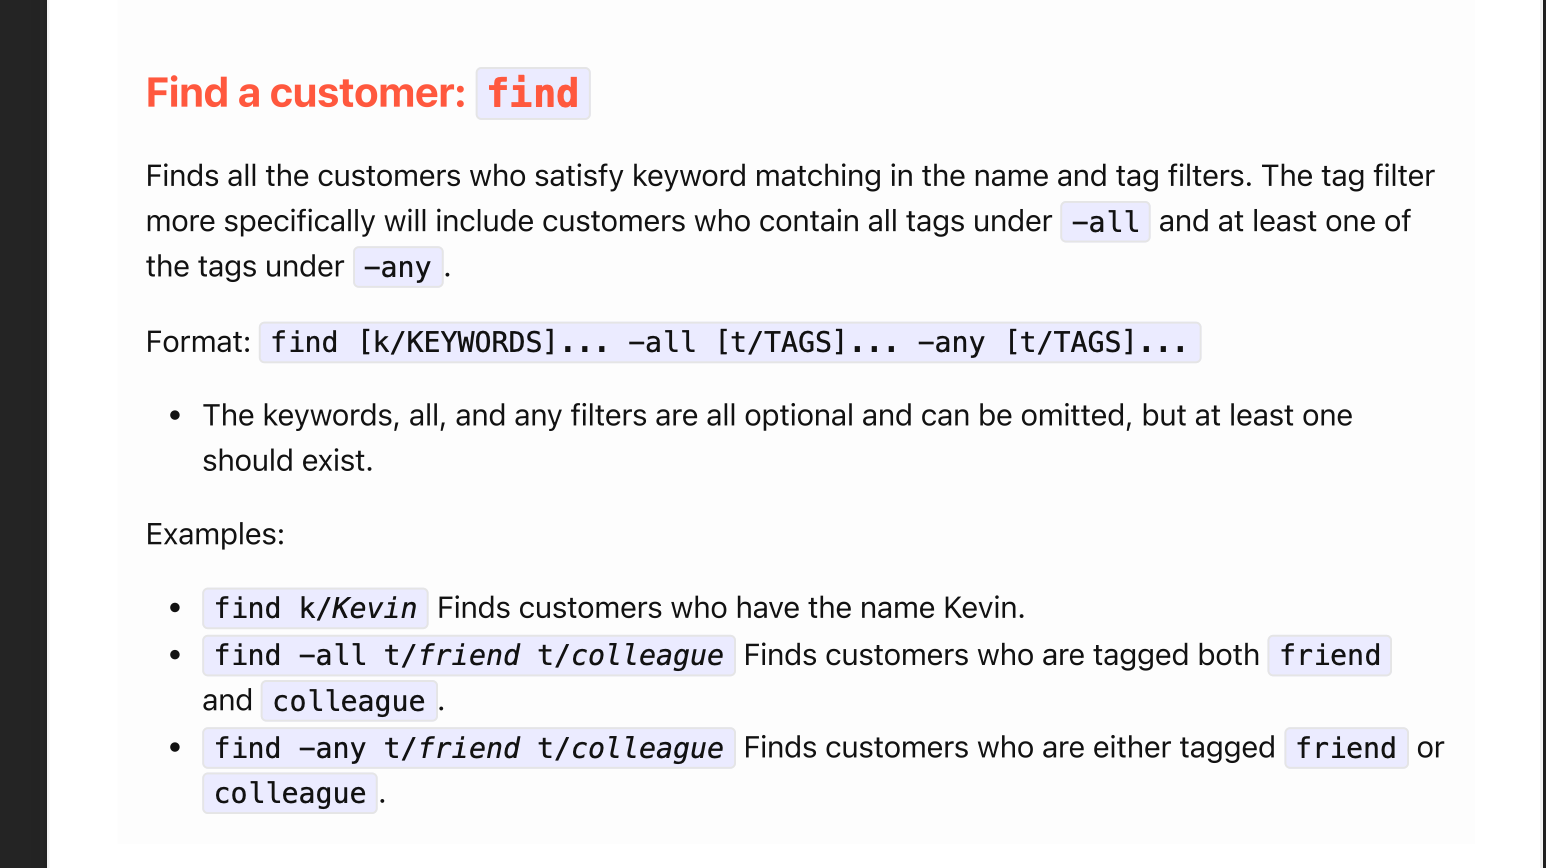 Find a customer: find
Finds all the customers who satisfy keyword matching in the name and tag filters. The tag filter
more specifically will include customers who contain all tags under -all and at least one of
the tags under -any.
Format: find [k/KEYWORDS]... -all [t/TAGS]... -any [t/TAGS]...
• The keywords, all, and any filters are all optional and can be omitted, but at least one
should exist.
Examples:
• find k/Kevin Finds customers who have the name Kevin.
• find -all t/friend t/colleague Finds customers who are tagged both friend
and colleague.
• find -any t/friend t/colleague Finds customers who are either tagged friend or
colleague.